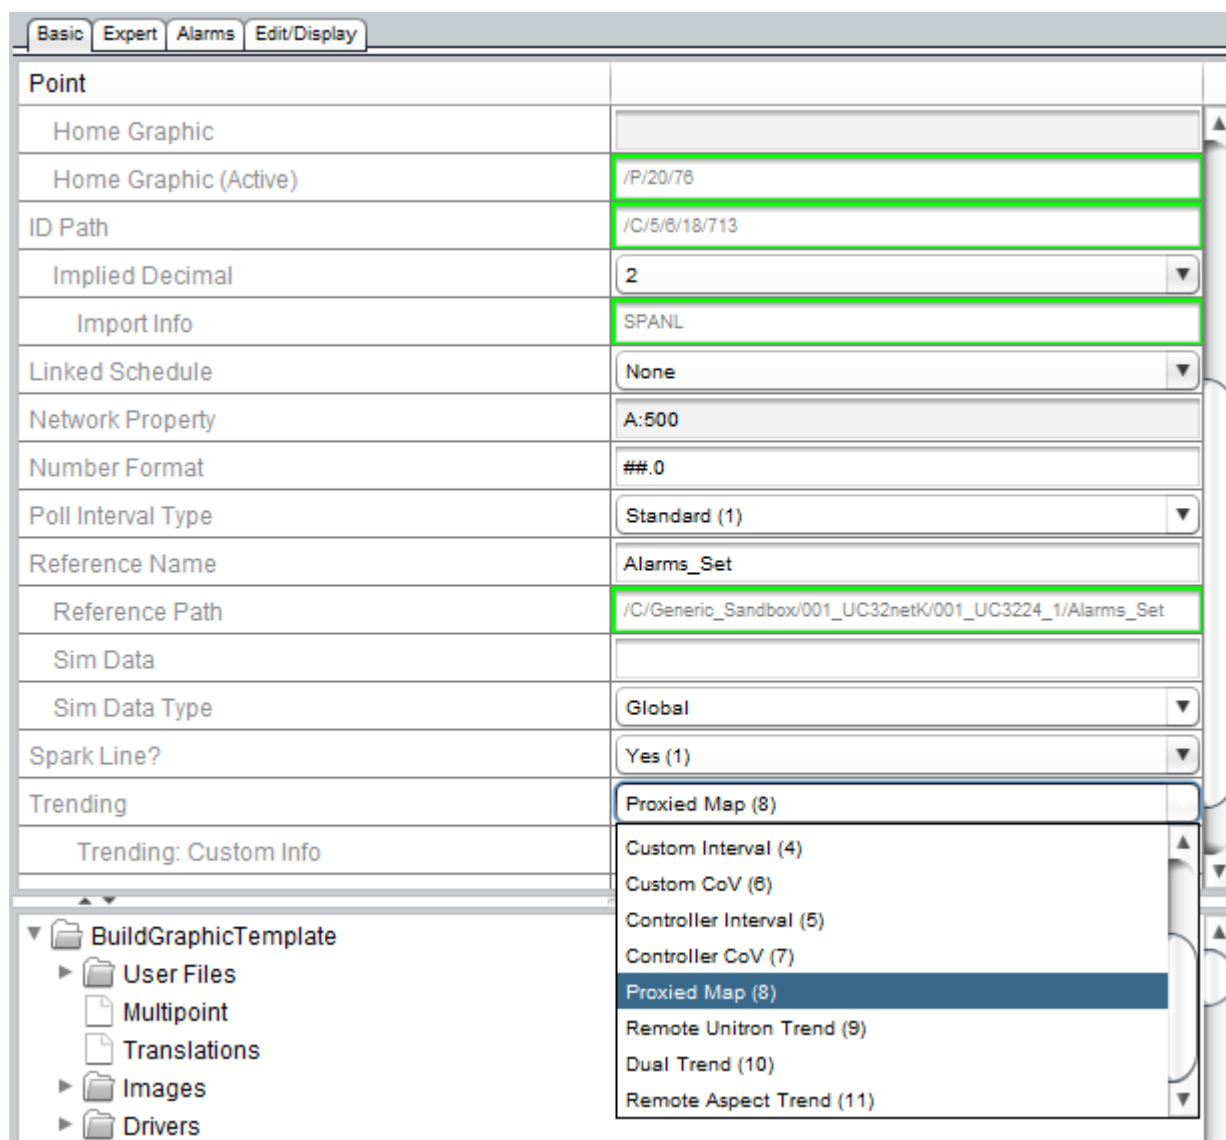 Basic Expert Alarms Edit/Display
Point
Home Graphic
Home Graphic (Active) /P/20/76
ID Path /C/5/6/18/713
Implied Decimal 2
Import Info SPANL
Linked Schedule None
Network Property A:500
Number Format ##.0
Poll Interval Type Standard (1)
Reference Name Alarms_Set
Reference Path /C/Generic_Sandbox/001_UC32netK/001_UC3224_1/Alarms_Set
Sim Data
Sim Data Type Global
Spark Line? Yes (1)
Trending Proxied Map (8)
Trending: Custom Info
Custom Interval (4)
Custom CoV (6)
Controller Interval (5)
Controller CoV (7)
Proxied Map (8)
Remote Unitron Trend (9)
Dual Trend (10)
Remote Aspect Trend (11)
BuildGraphicTemplate
User Files
Multipoint
Translations
Images
Drivers